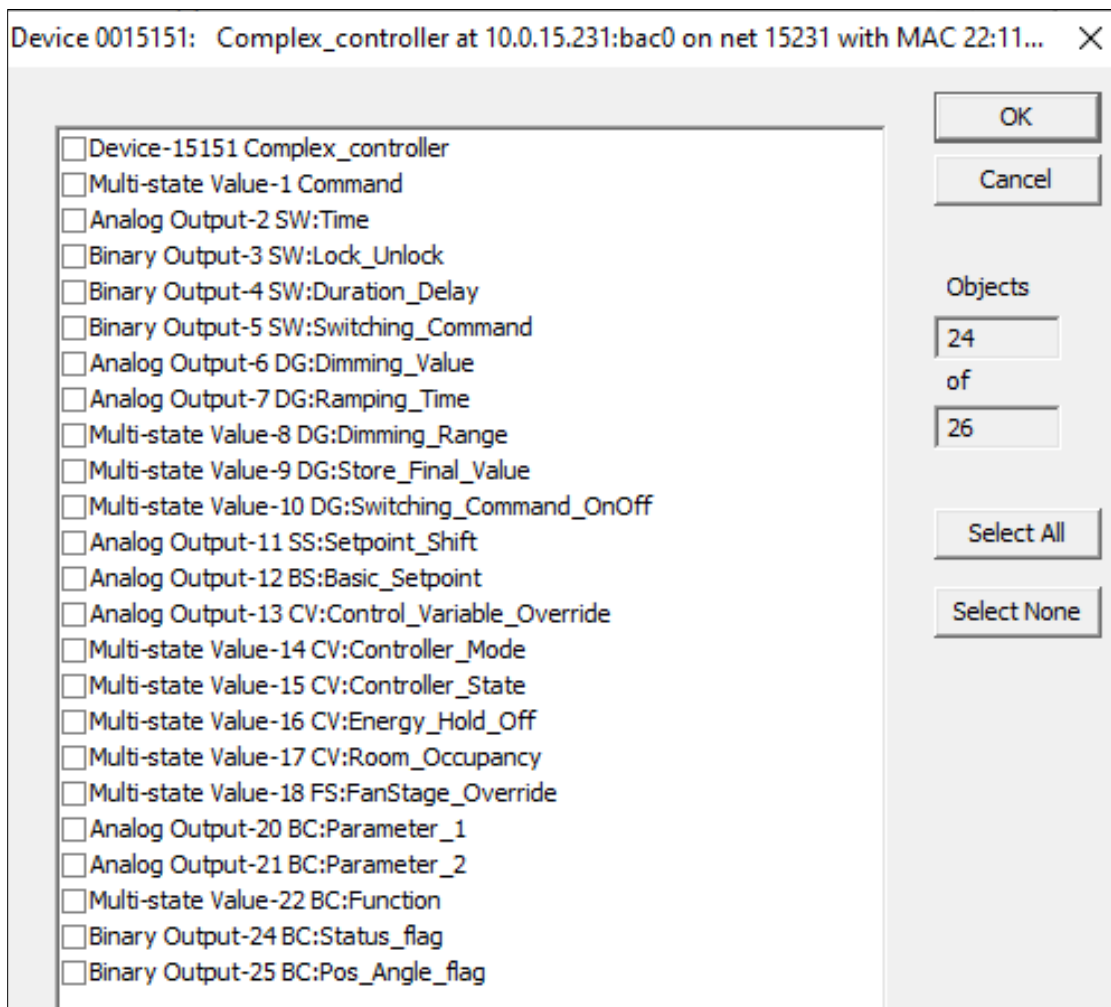 Device 0015151: Complex_controller at 10.0.15.231:bac0 on net 15231 with MAC 22:11...
OK
Cancel
Device-15151 Complex_controller
Multi-state Value-1 Command
Analog Output-2 SW:Time
Binary Output-3 SW:Lock_Unlock
Binary Output-4 SW:Duration_Delay
Binary Output-5 SW:Switching_Command
Analog Output-6 DG:Dimming_Value
Analog Output-7 DG:Ramping_Time
Multi-state Value-8 DG:Dimming_Range
Multi-state Value-9 DG:Store_Final_Value
Multi-state Value-10 DG:Switching_Command_OnOff
Analog Output-11 SS:Setpoint_Shift
Analog Output-12 BS:Basic_Setpoint
Analog Output-13 CV:Control_Variable_Override
Multi-state Value-14 CV:Controller_Mode
Multi-state Value-15 CV:Controller_State
Multi-state Value-16 CV:Energy_Hold_Off
Multi-state Value-17 CV:Room_Occupancy
Multi-state Value-18 FS:FanStage_Override
Analog Output-20 BC:Parameter_1
Analog Output-21 BC:Parameter_2
Multi-state Value-22 BC:Function
Binary Output-24 BC:Status_flag
Binary Output-25 BC:Pos_Angle_flag
Objects
24
of
26
Select All
Select None